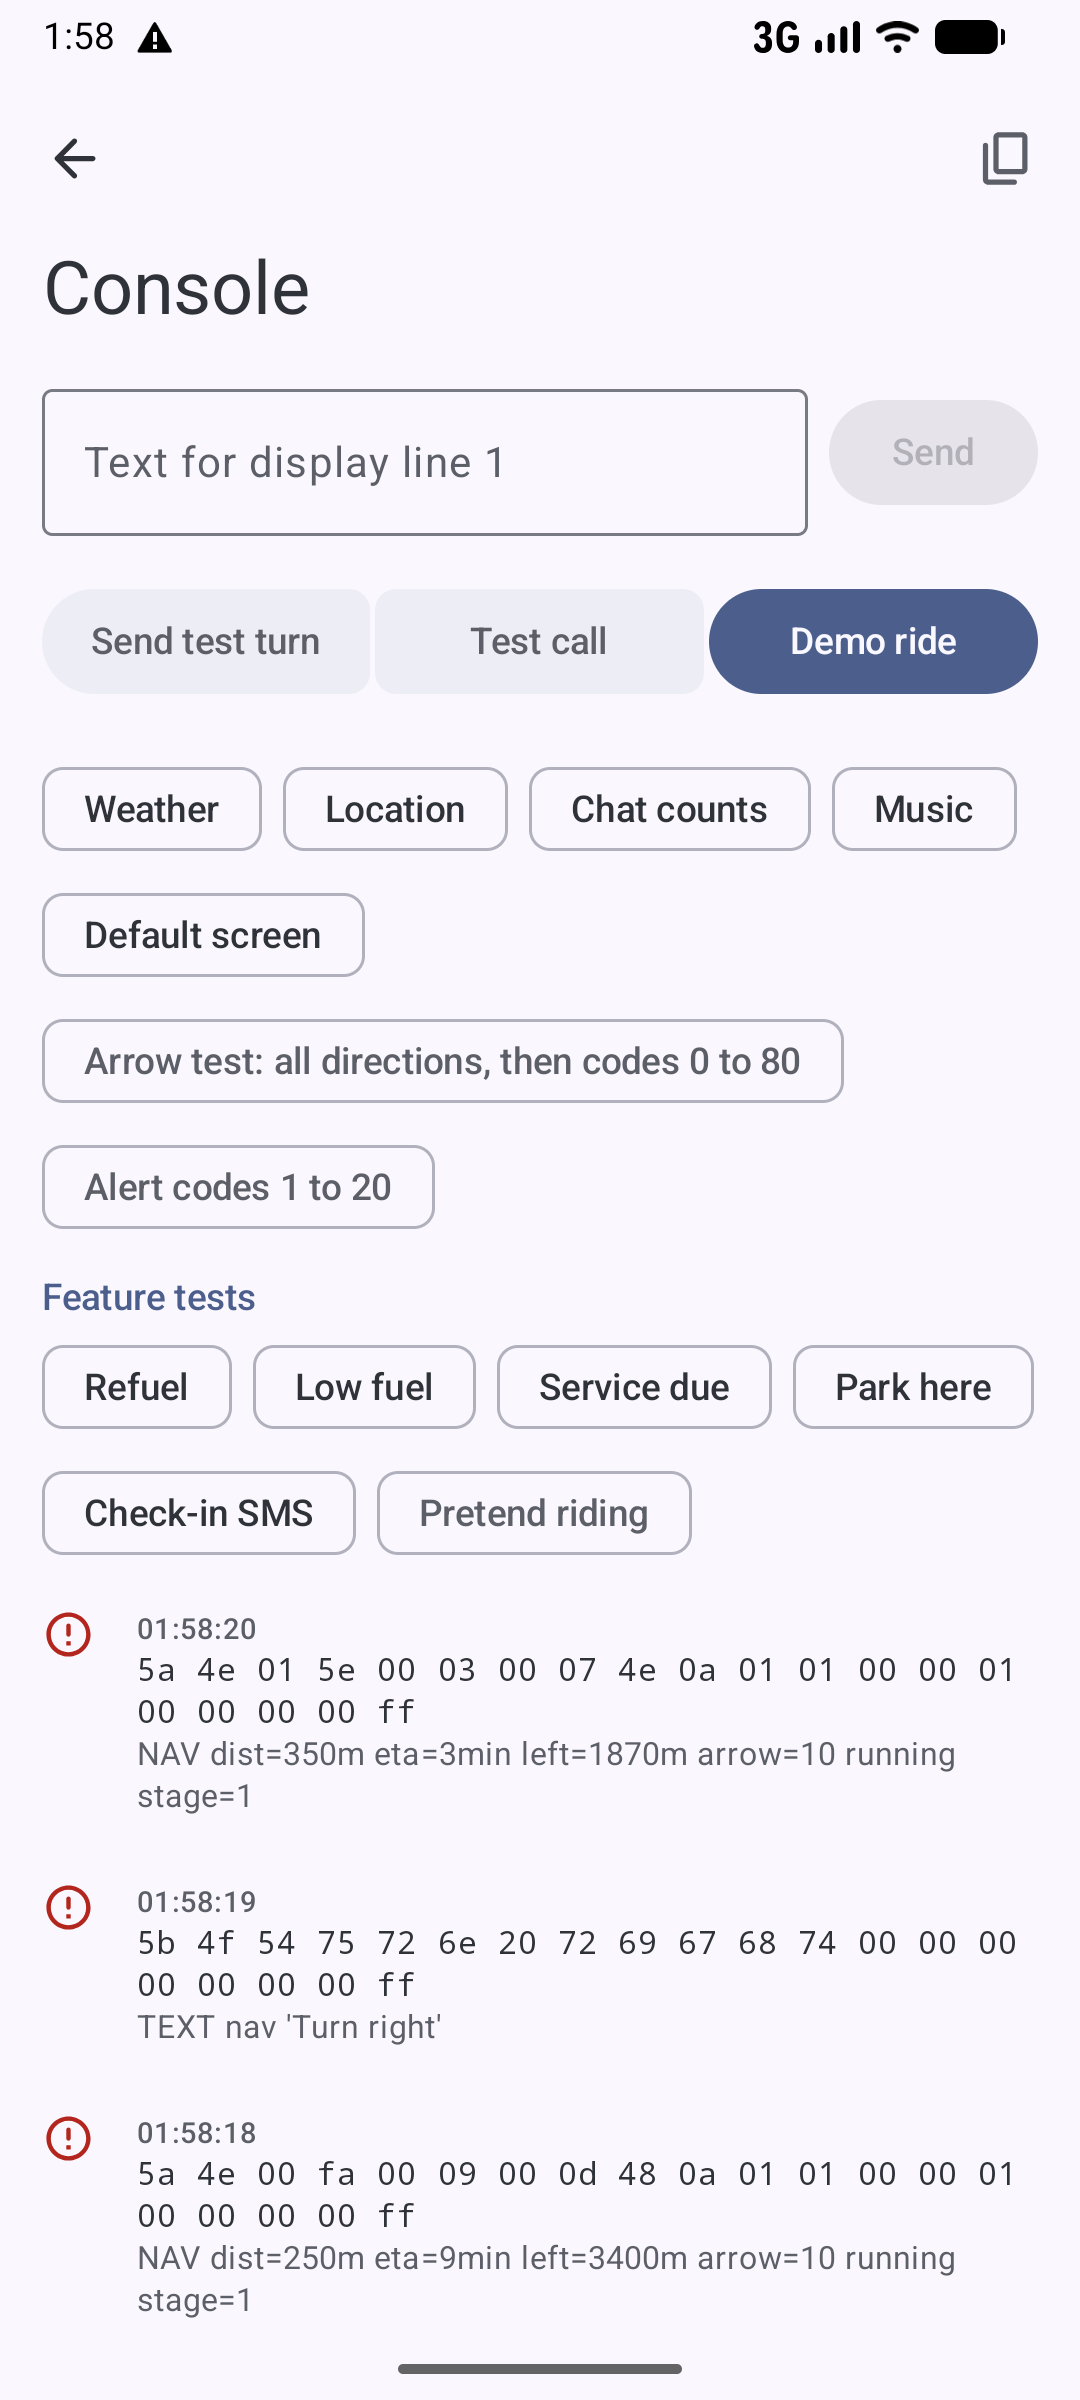 1:58
3G
Console
Text for display line 1
Send
Send test turn
Test call
Demo ride
Weather
Location
Chat counts
Music
Default screen
Arrow test: all directions, then codes 0 to 80
Alert codes 1 to 20
Feature tests
Refuel
Low fuel
Service due
Park here
Check-in SMS
Pretend riding
01:58:20
5a 4e 01 5e 00 03 00 07 4e 0a 01 01 00 00 01
00 00 00 00 ff
NAV dist=350m eta=3min left=1870m arrow=10 running
stage=1
01:58:19
5b 4f 54 75 72 6e 20 72 69 67 68 74 00 00 00
00 00 00 00 ff
TEXT nav 'Turn right'
01:58:18
5a 4e 00 fa 00 09 00 0d 48 0a 01 01 00 00 01
00 00 00 00 ff
NAV dist=250m eta=9min left=3400m arrow=10 running
stage=1